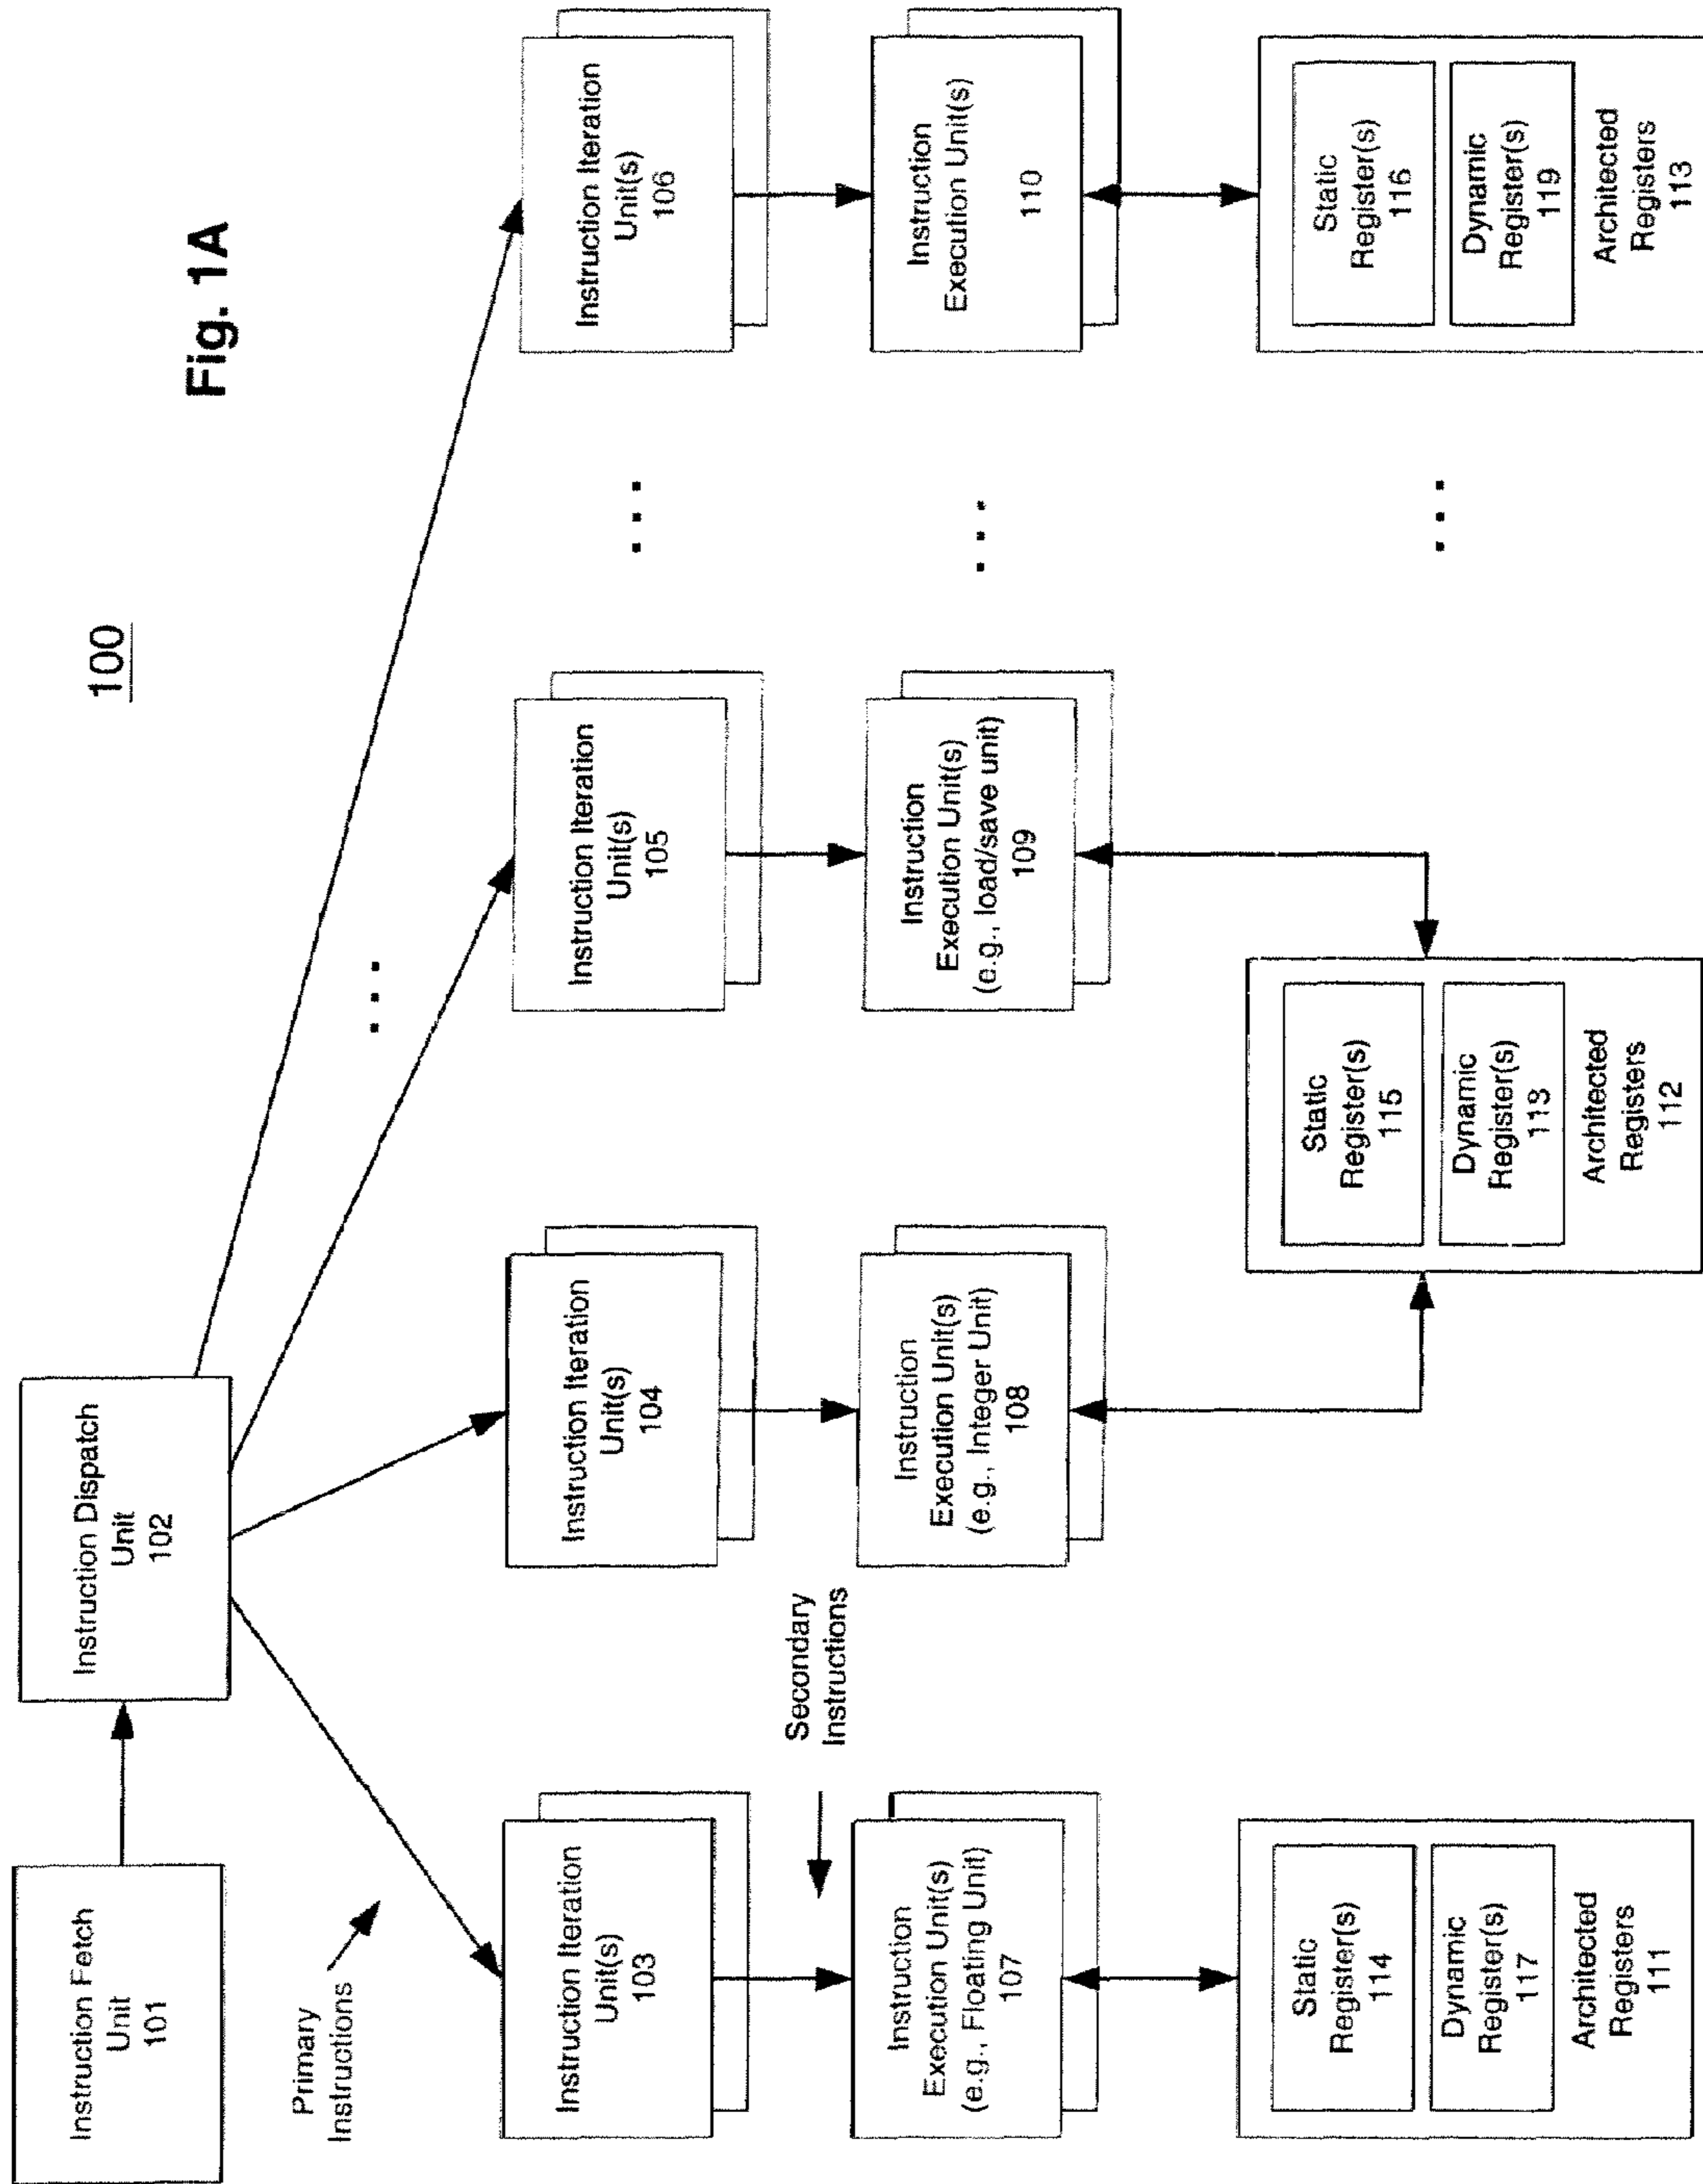 Fig. 1A
100
Instruction Fetch
Unit
101
Instruction Dispatch
Unit
102
Primary
Instructions
...
Instruction Iteration
Unit(s)
103
Instruction Iteration
Unit(s)
104
Instruction Iteration
Unit(s)
105
...
Instruction Iteration
Unit(s)
106
Secondary
Instructions
Instruction
Execution Unit(s)
(e.g., Floating Unit)
107
Instruction
Execution Unit(s)
(e.g., Integer Unit)
108
Instruction
Execution Unit(s)
(e.g., load/save unit)
109
...
Instruction
Execution Unit(s)
110
Static
Register(s)
114
Dynamic
Register(s)
117
Architected
Registers
111
Static
Register(s)
115
Dynamic
Register(s)
113
Architected
Registers
112
...
Static
Register(s)
116
Dynamic
Register(s)
119
Architected
Registers
113